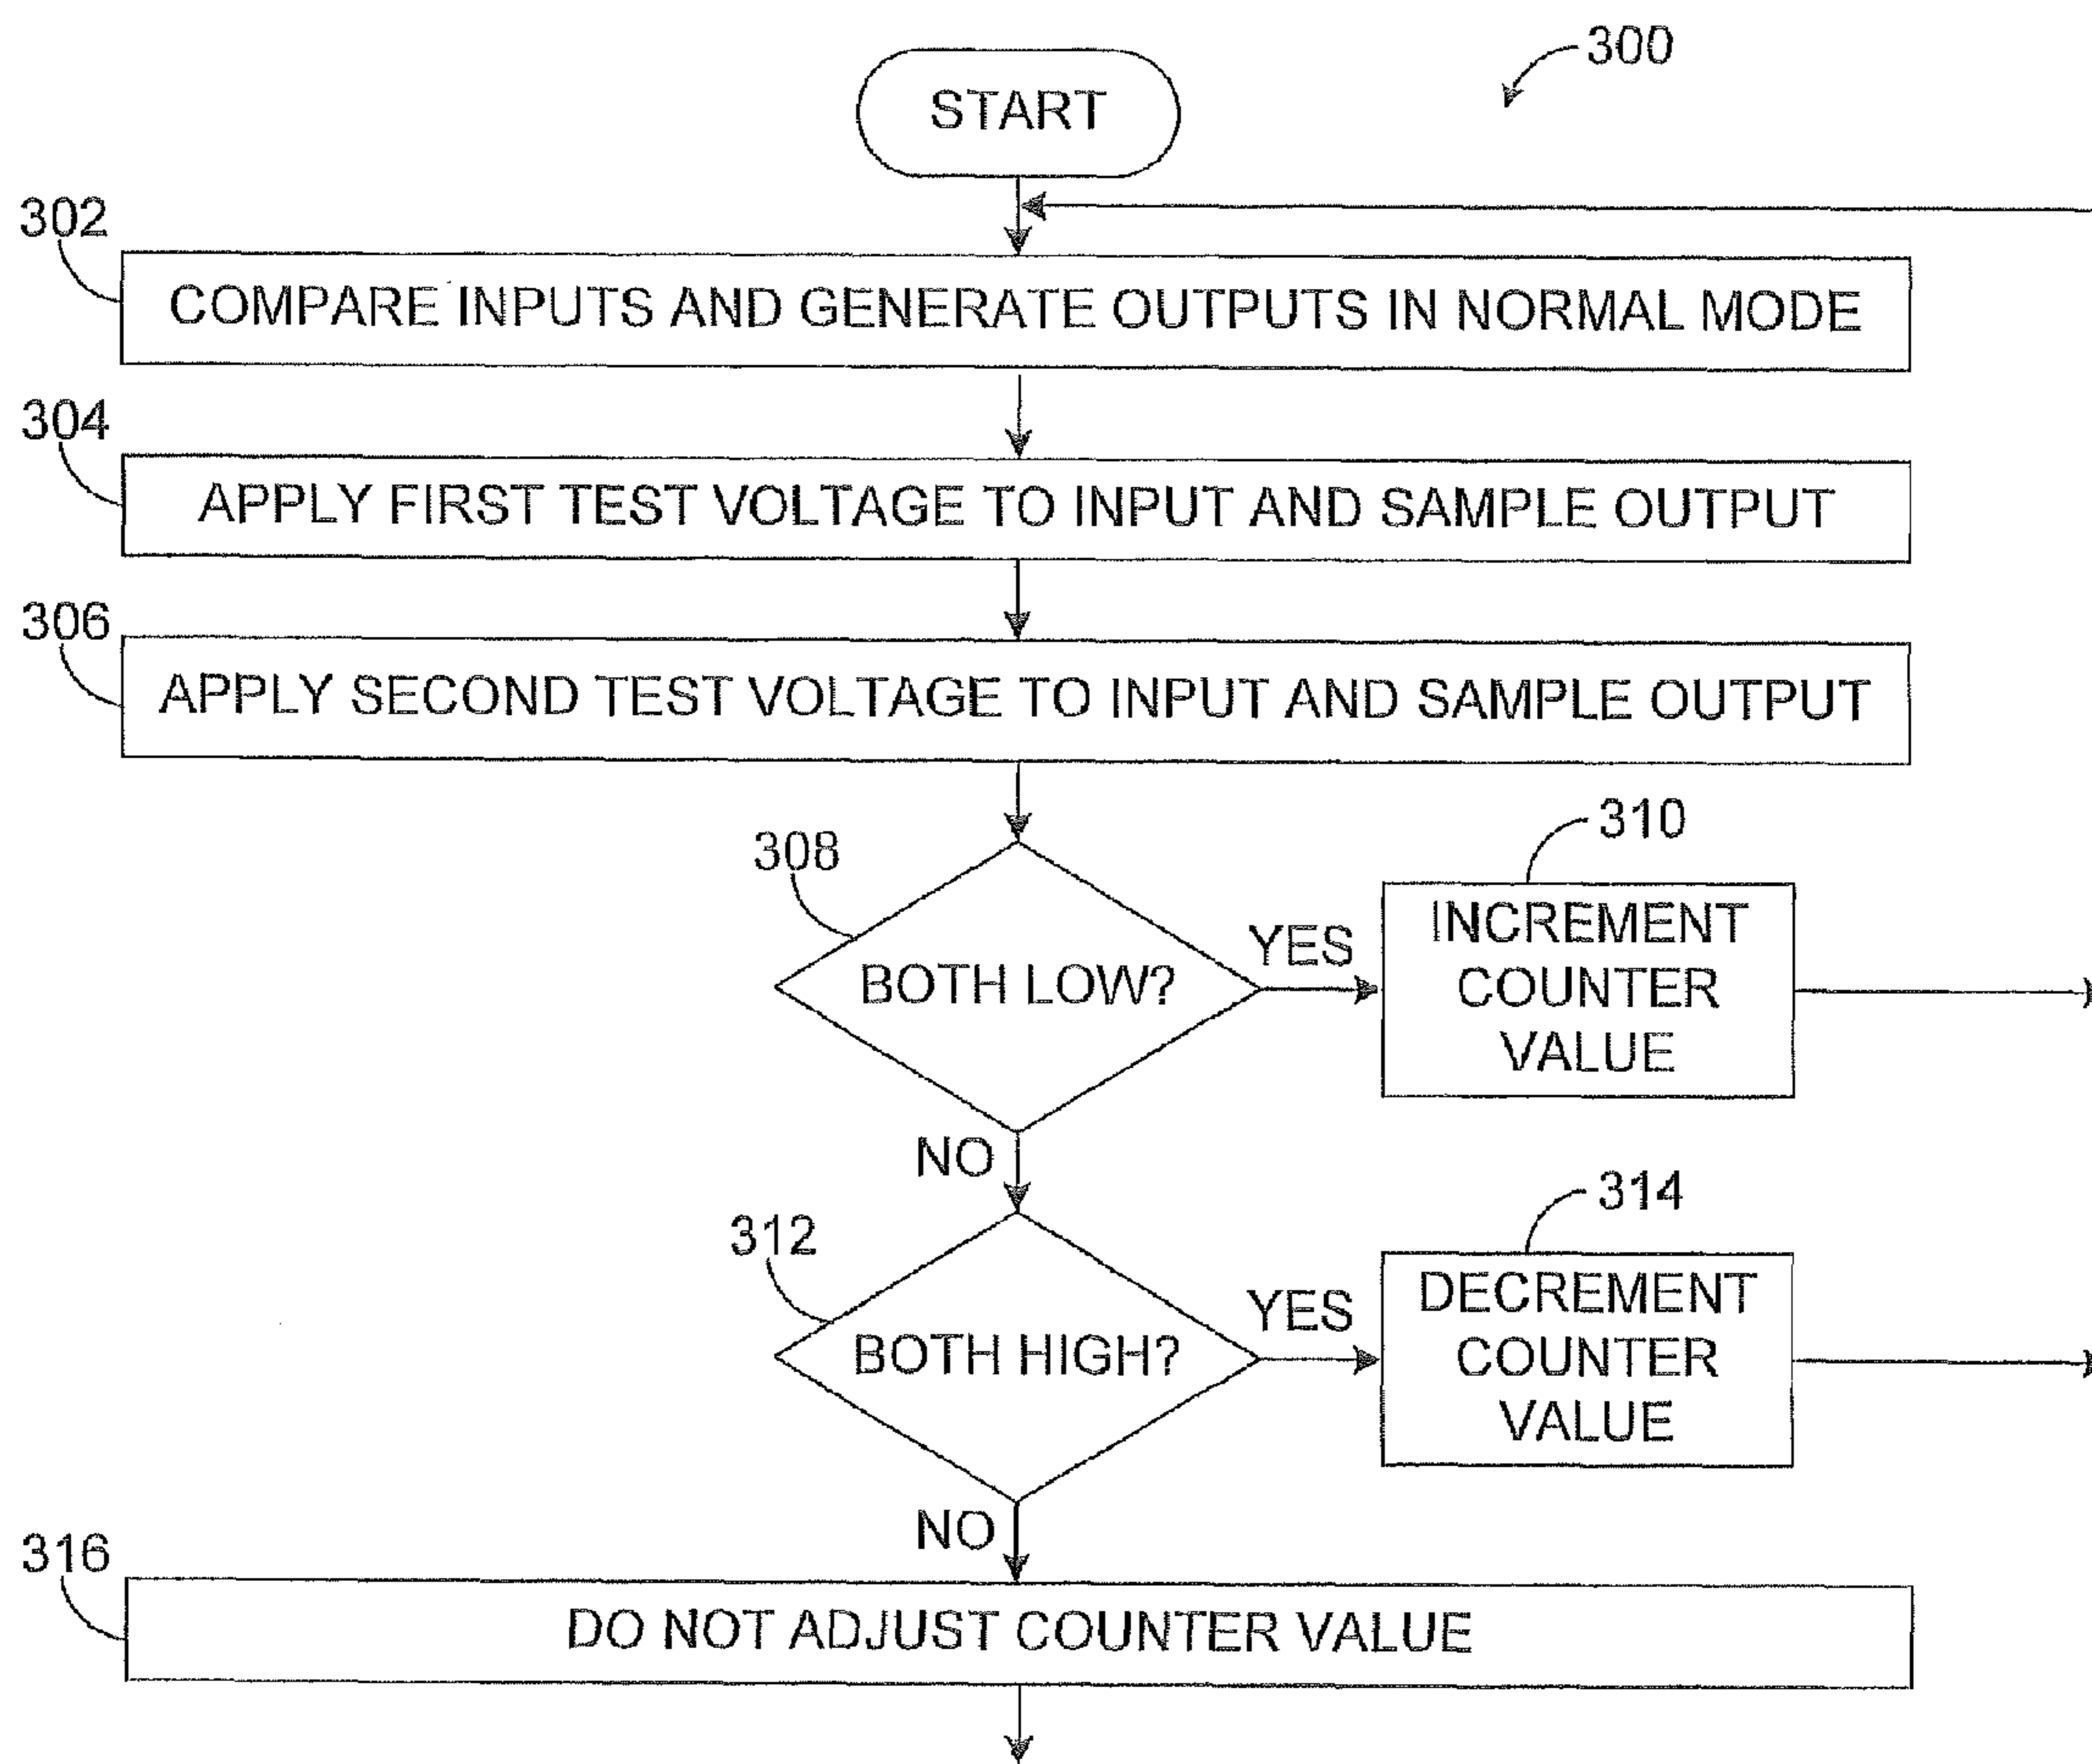 300
START
302
COMPARE INPUTS AND GENERATE OUTPUTS IN NORMAL MODE
304
APPLY FIRST TEST VOLTAGE TO INPUT AND SAMPLE OUTPUT
306
APPLY SECOND TEST VOLTAGE TO INPUT AND SAMPLE OUTPUT
308
BOTH LOW?
YES
310
INCREMENT
COUNTER
VALUE
NO
312
BOTH HIGH?
YES
314
DECREMENT
COUNTER
VALUE
NO
316
DO NOT ADJUST COUNTER VALUE